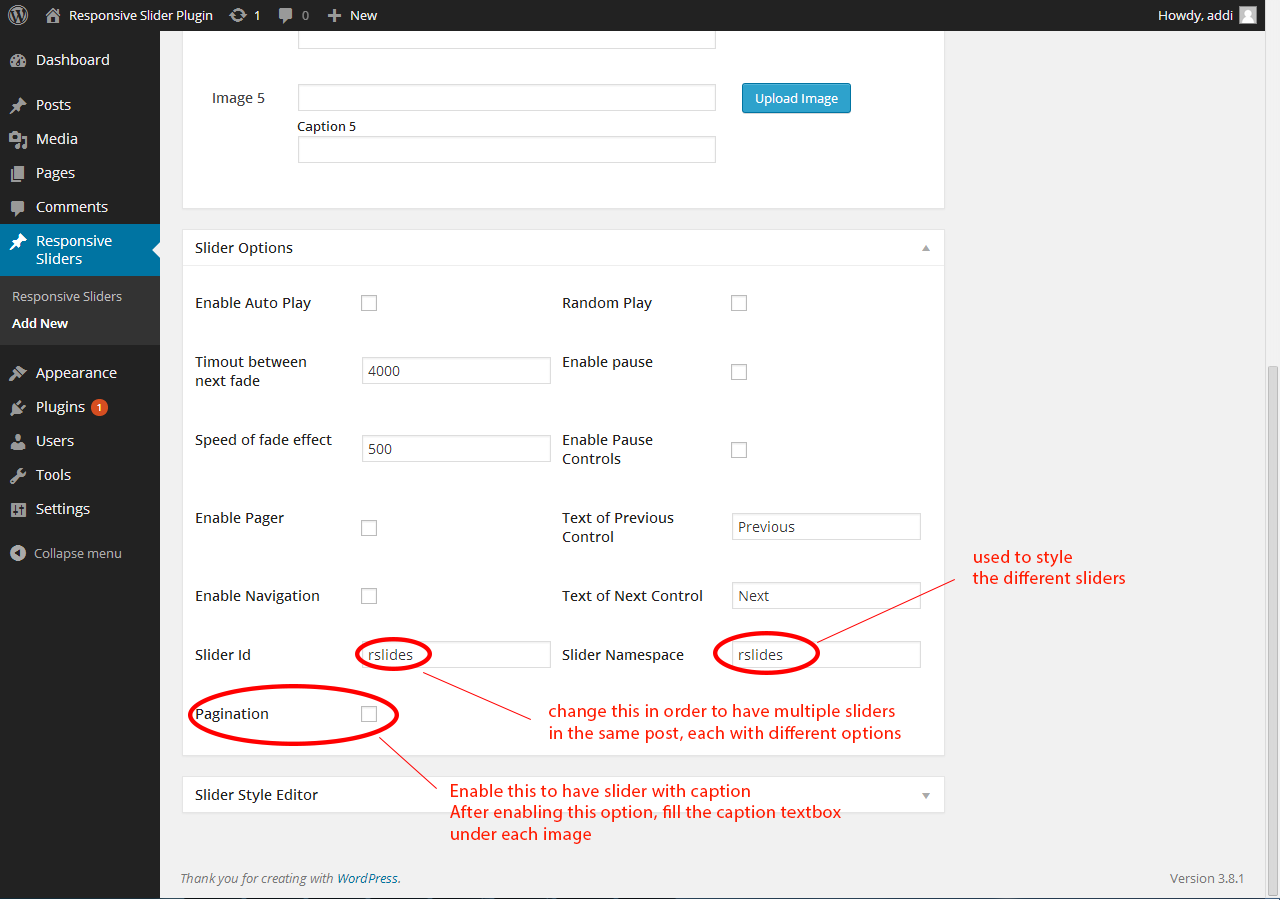 Responsive Slider Plugin 1 0 New Howdy, addi
Dashboard
Posts
Media
Pages
Comments
Responsive
Sliders
Responsive Sliders
Add New
Appearance
Plugins 1
Users
Tools
Settings
Collapse menu
Image 5 Upload Image
Caption 5
Slider Options
Enable Auto Play Random Play
Timout between
next fade
4000
Enable pause
Speed of fade effect
500
Enable Pause
Controls
Enable Pager
Text of Previous
Control
Previous
Enable Navigation
Text of Next Control
Next
used to style
the different sliders
Slider Id rslides Slider Namespace rslides
Pagination
change this in order to have multiple sliders
in the same post, each with different options
Slider Style Editor
Enable this to have slider with caption
After enabling this option, fill the caption textbox
under each image
Thank you for creating with WordPress. Version 3.8.1